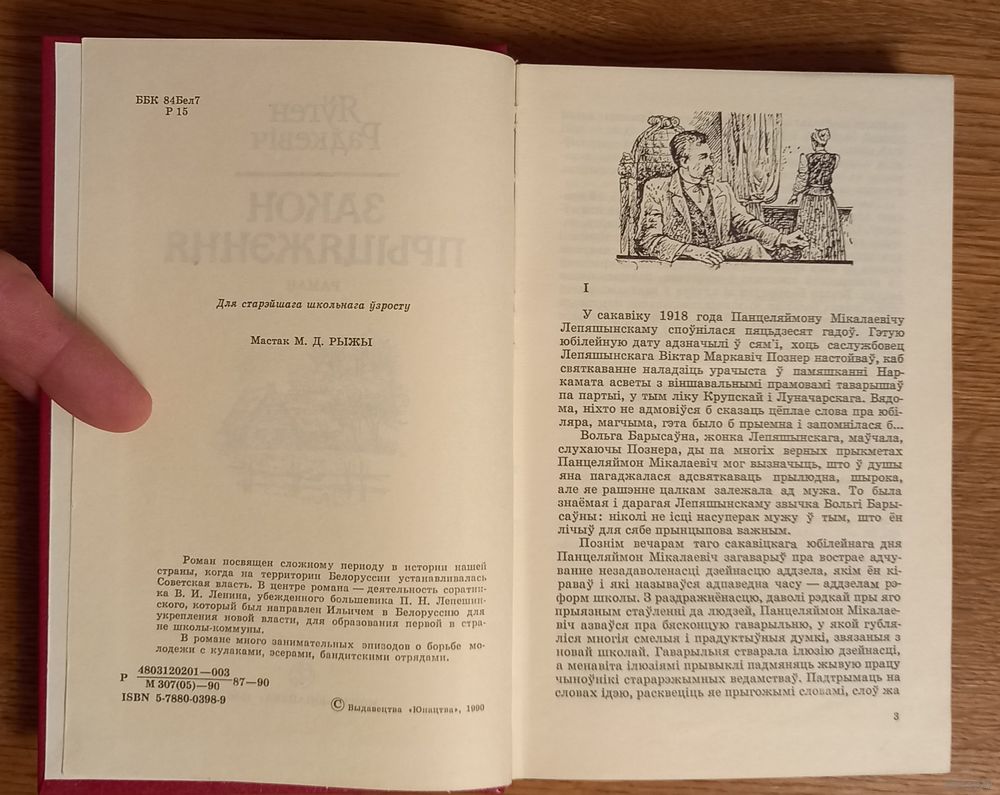 ББК 84Бел7
Р 15
Для старэйшага школьнага ўзросту
Мастак М. Д. РЫЖЫ
Роман посвящен сложному периоду в истории нашей
страны, когда на территории Белоруссии устанавливалась
Советская власть. В центре романа — деятельность соратни-
ка В. И. Ленина, убежденного большевика П. Н. Лепешин-
ского, который был направлен Ильичем в Белоруссию для
укрепления новой власти, для образования первой в стра-
не школы-коммуны.
В романе много занимательных эпизодов о борьбе мо-
лодежи с кулаками, эсерами, бандитскими отрядами.
Р 4803120201—003
М 307(05)—90 87—90
ISBN 5-7880-0398-9
© Выдавецтва «Юнацтва», 1990
I
У сакавіку 1918 года Панцеляймону Мікалаевічу
Лепяшынскаму споўнілася пяцьдзесят гадоў. Гэтую
юбілейную дату адзначылі ў сям'і, хоць саслужбовец
Лепяшынскага Віктар Маркавіч Познер настойваў, каб
святкаванне наладзіць урачыста ў памяшканні Нар-
камата асветы з віншавальнымі прамовамі таварышаў
па партыі, у тым ліку Крупскай і Луначарскага. Вядо-
ма, ніхто не адмовіўся б сказаць цёплае слова пра юбі-
ляра, магчыма, гэта было б прыемна і запомнілася б...
Вольга Барысаўна, жонка Лепяшынскага, маўчала,
слухаючы Познера, ды па многіх верных прыкметах
Панцеляймон Мікалаевіч мог вызначыць, што ў душы
яна пагаджалася адсвяткаваць прылюдна, шырока,
але яе рашэнне цалкам залежала ад мужа. То была
знаёмая і дарагая Лепяшынскаму звычка Вольгі Бары-
саўны: ніколі не ісці насуперак мужу ў тым, што ён
лічыў для сябе прынцыпова важным.
Познім вечарам таго сакавіцкага юбілейнага дня
Панцеляймон Мікалаевіч загаварыў пра вострае адчу-
ванне незадаволенасці дзейнасцю аддзела, якім ён кі-
раваў і які называўся адпаведна часу — аддзелам рэ-
форм школы. З раздражнёнасцю, даволі рэдкай пры яго
прыязным стаўленні да людзей, Панцеляймон Мікалае-
віч азваўся пра бясконцую гаварыльню, у якой губля-
ліся многія смелыя і прадуктыўныя думкі, звязаныя з
новай школай. Гаварыльня стварала ілюзію дзейнасці,
а менавіта ілюзіямі прывыклі падмяняць жывую працу
чыноўнікі старарэжымных ведамстваў. Падтрымаць на
словах ідэю, расквеціць яе прыгожымі словамі, слоў жа
3